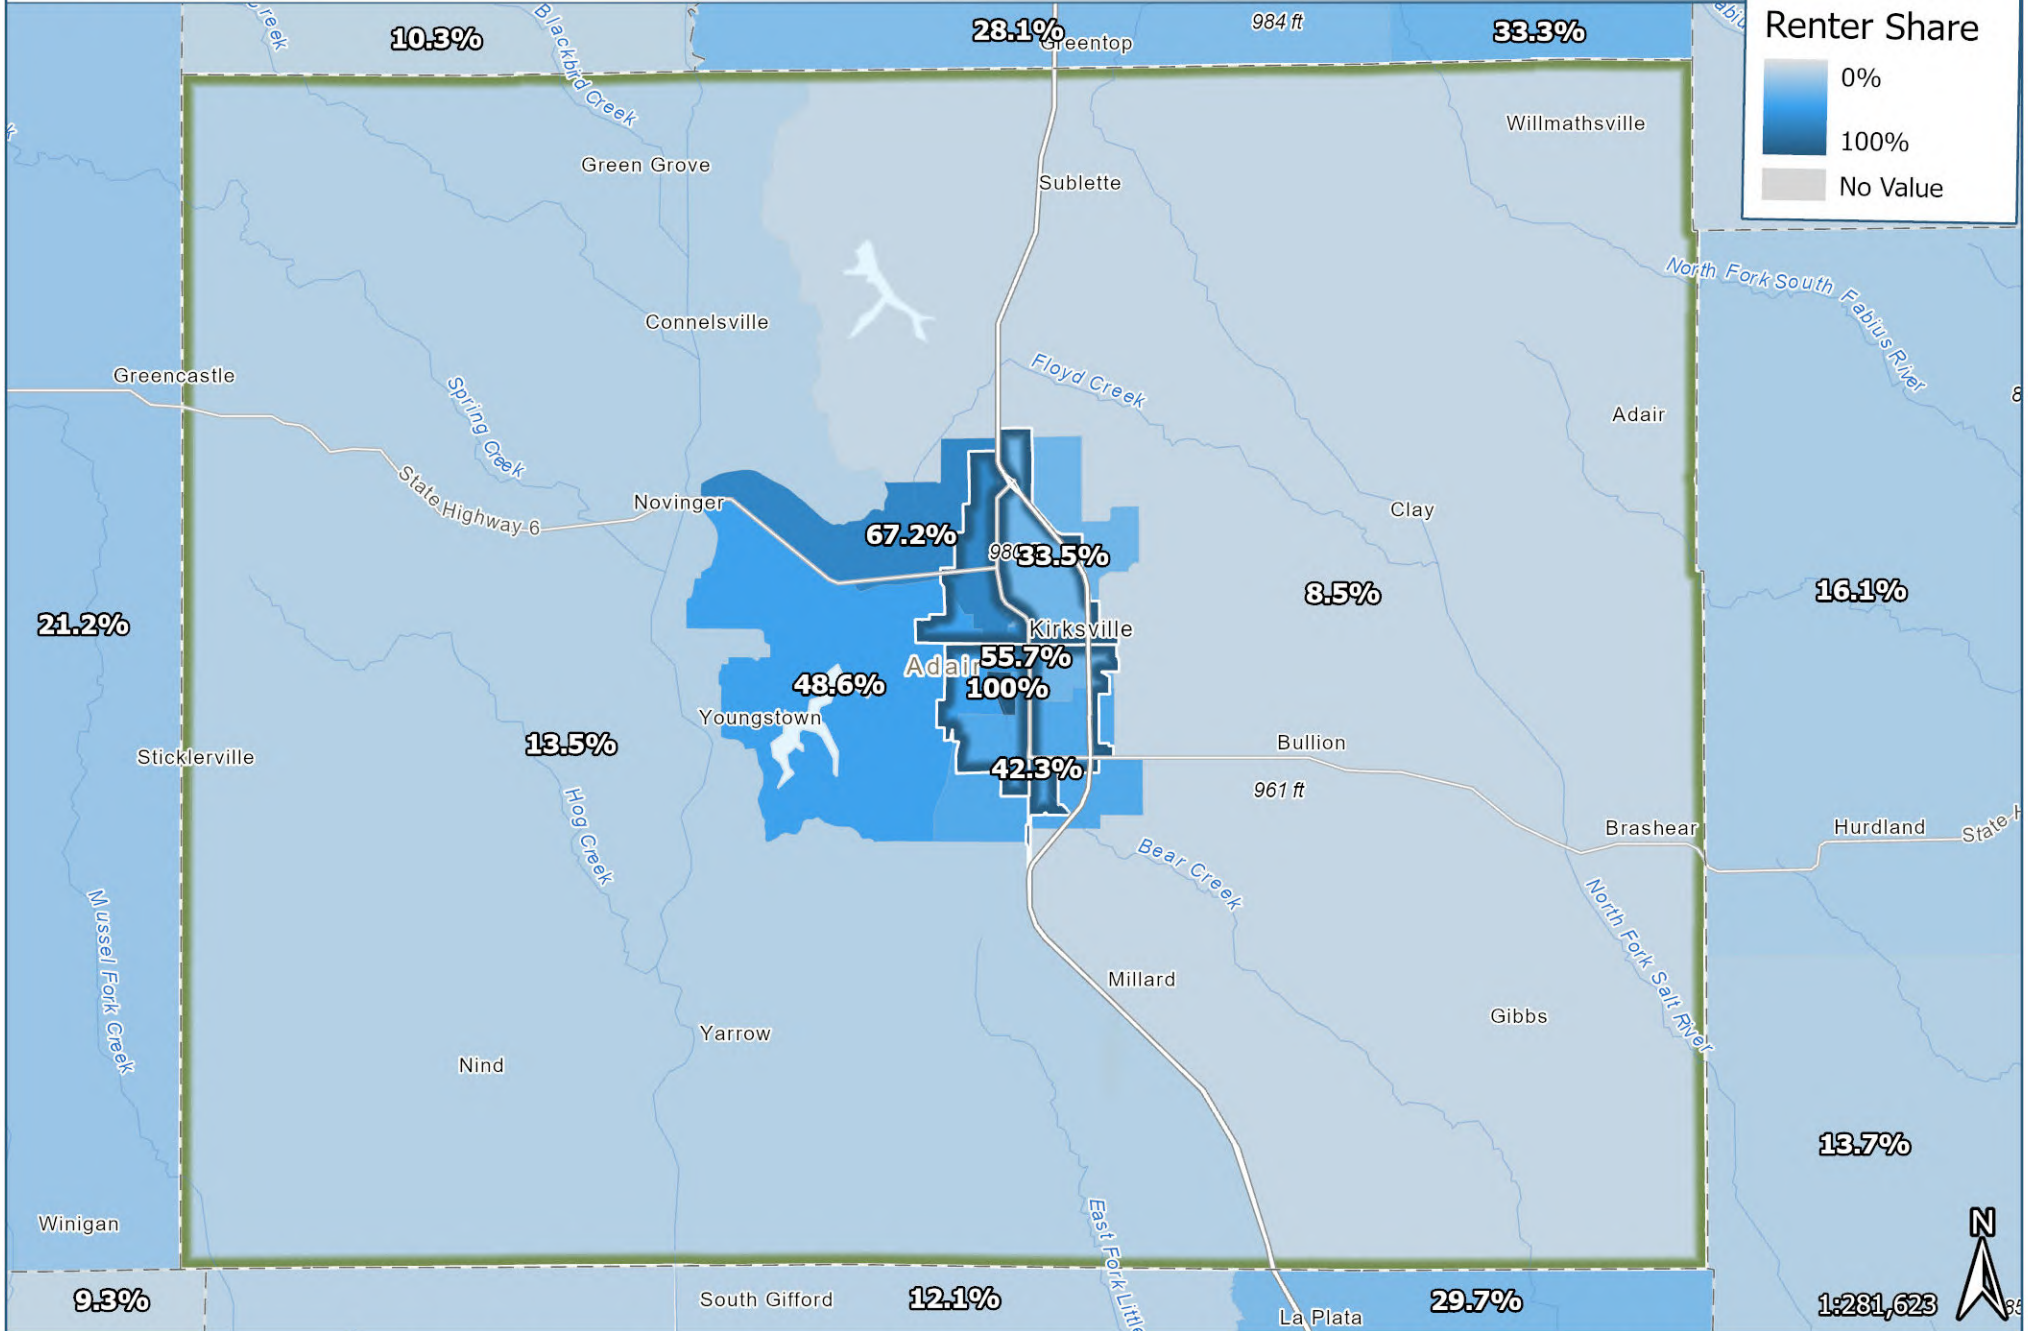 Creek
Blackbird Creek
10.3%
28.1%
Greentop
984 ft
33.3%
Renter Share
0%
100%
No Value
Willmathsville
Green Grove
Sublette
North Fork South Fabius River
Connelsville
Greencastle
Floyd Creek
Spring Creek
Adair
State Highway 6
Novinger
Clay
67.2%
33.5%
8.5%
16.1%
21.2%
Kirksville
55.7%
Adair
48.6%
100%
Youngstown
13.5%
Sticklerville
42.3%
Bullion
961 ft
Hog Creek
Brashear
Hurdland
State H
Bear Creek
Mussel Fork Creek
North Fork Salt River
Millard
Gibbs
Yarrow
Nind
13.7%
Winigan
East Fork Little
N
9.3%
South Gifford
12.1%
La Plata
29.7%
1:281,623